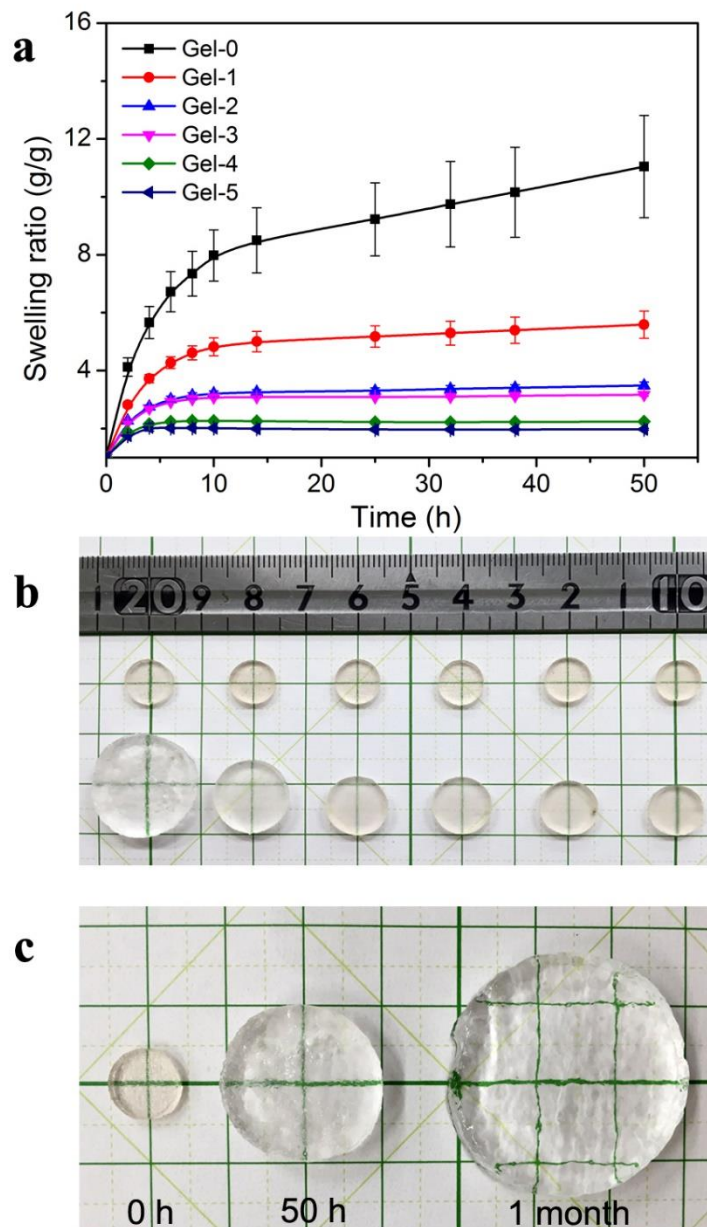 a
16
12
8
4
Swelling ratio (g/g)
Gel-0
Gel-1
Gel-2
Gel-3
Gel-4
Gel-5
0 10 20 30 40 50
Time (h)
b
1 20 9 8 7 6 5 4 3 2 1 10
c
0 h 50 h 1 month